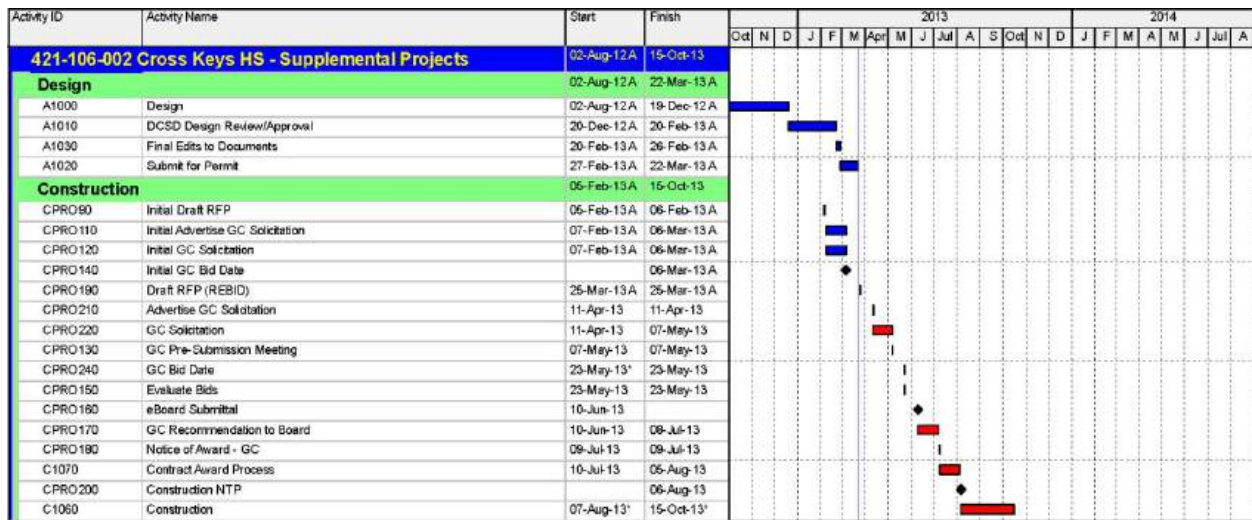 Activity ID Activity Name Start Finish 2013 2014
Oct N D J F M Apr M J Jul A S Oct N D J F M A M J Jul A
421-106-002 Cross Keys HS - Supplemental Projects 02-Aug-12 A 15-Oct-13
Design 02-Aug-12 A 22-Mar-13 A
A1000 Design 02-Aug-12 A 19-Dec-12 A
A1010 DCSD Design Review/Approval 20-Dec-12 A 20-Feb-13 A
A1030 Final Edits to Documents 20-Feb-13 A 26-Feb-13 A
A1020 Submit for Permit 27-Feb-13 A 22-Mar-13 A
Construction 05-Feb-13 A 15-Oct-13
CPRO90 Initial Draft RFP 05-Feb-13 A 06-Feb-13 A
CPRO110 Initial Advertise GC Solicitation 07-Feb-13 A 06-Mar-13 A
CPRO120 Initial GC Solicitation 07-Feb-13 A 06-Mar-13 A
CPRO140 Initial GC Bid Date 06-Mar-13 A
CPRO190 Draft RFP (REBID) 25-Mar-13 A 25-Mar-13 A
CPRO210 Advertise GC Solicitation 11-Apr-13 11-Apr-13
CPRO220 GC Solicitation 11-Apr-13 07-May-13
CPRO130 GC Pre-Submission Meeting 07-May-13 07-May-13
CPRO240 GC Bid Date 23-May-13* 23-May-13
CPRO150 Evaluate Bids 23-May-13 23-May-13
CPRO160 eBoard Submittal 10-Jun-13
CPRO170 GC Recommendation to Board 10-Jun-13 08-Jul-13
CPRO180 Notice of Award - GC 09-Jul-13 09-Jul-13
C1070 Contract Award Process 10-Jul-13 05-Aug-13
CPRO200 Construction NTP 06-Aug-13
C1060 Construction 07-Aug-13* 15-Oct-13*